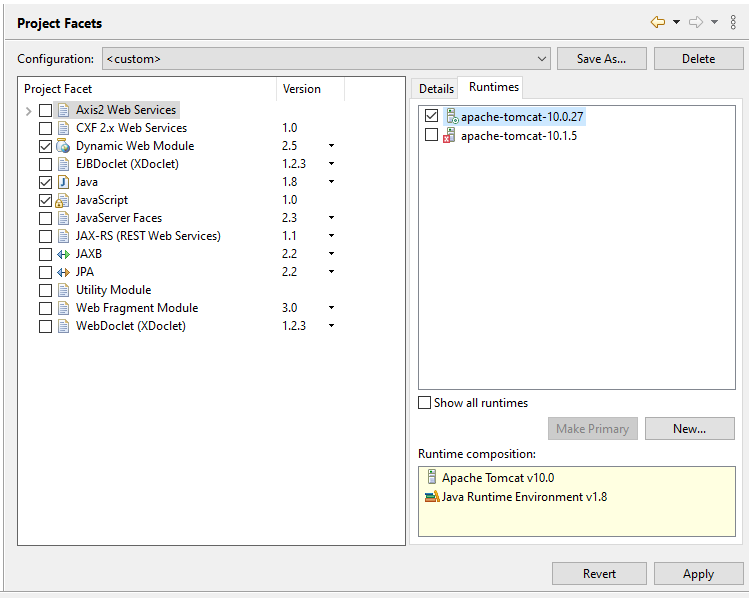 Project Facets
Configuration: <custom> Save As... Delete
Project Facet Version
Axis2 Web Services
CXF 2.x Web Services 1.0
Dynamic Web Module 2.5
EJBDoclet (XDoclet) 1.2.3
Java 1.8
JavaScript 1.0
JavaServer Faces 2.3
JAX-RS (REST Web Services) 1.1
JAXB 2.2
JPA 2.2
Utility Module
Web Fragment Module 3.0
WebDoclet (XDoclet) 1.2.3
Details Runtimes
apache-tomcat-10.0.27
apache-tomcat-10.1.5
Show all runtimes
Make Primary New...
Runtime composition:
Apache Tomcat v10.0
Java Runtime Environment v1.8
Revert Apply